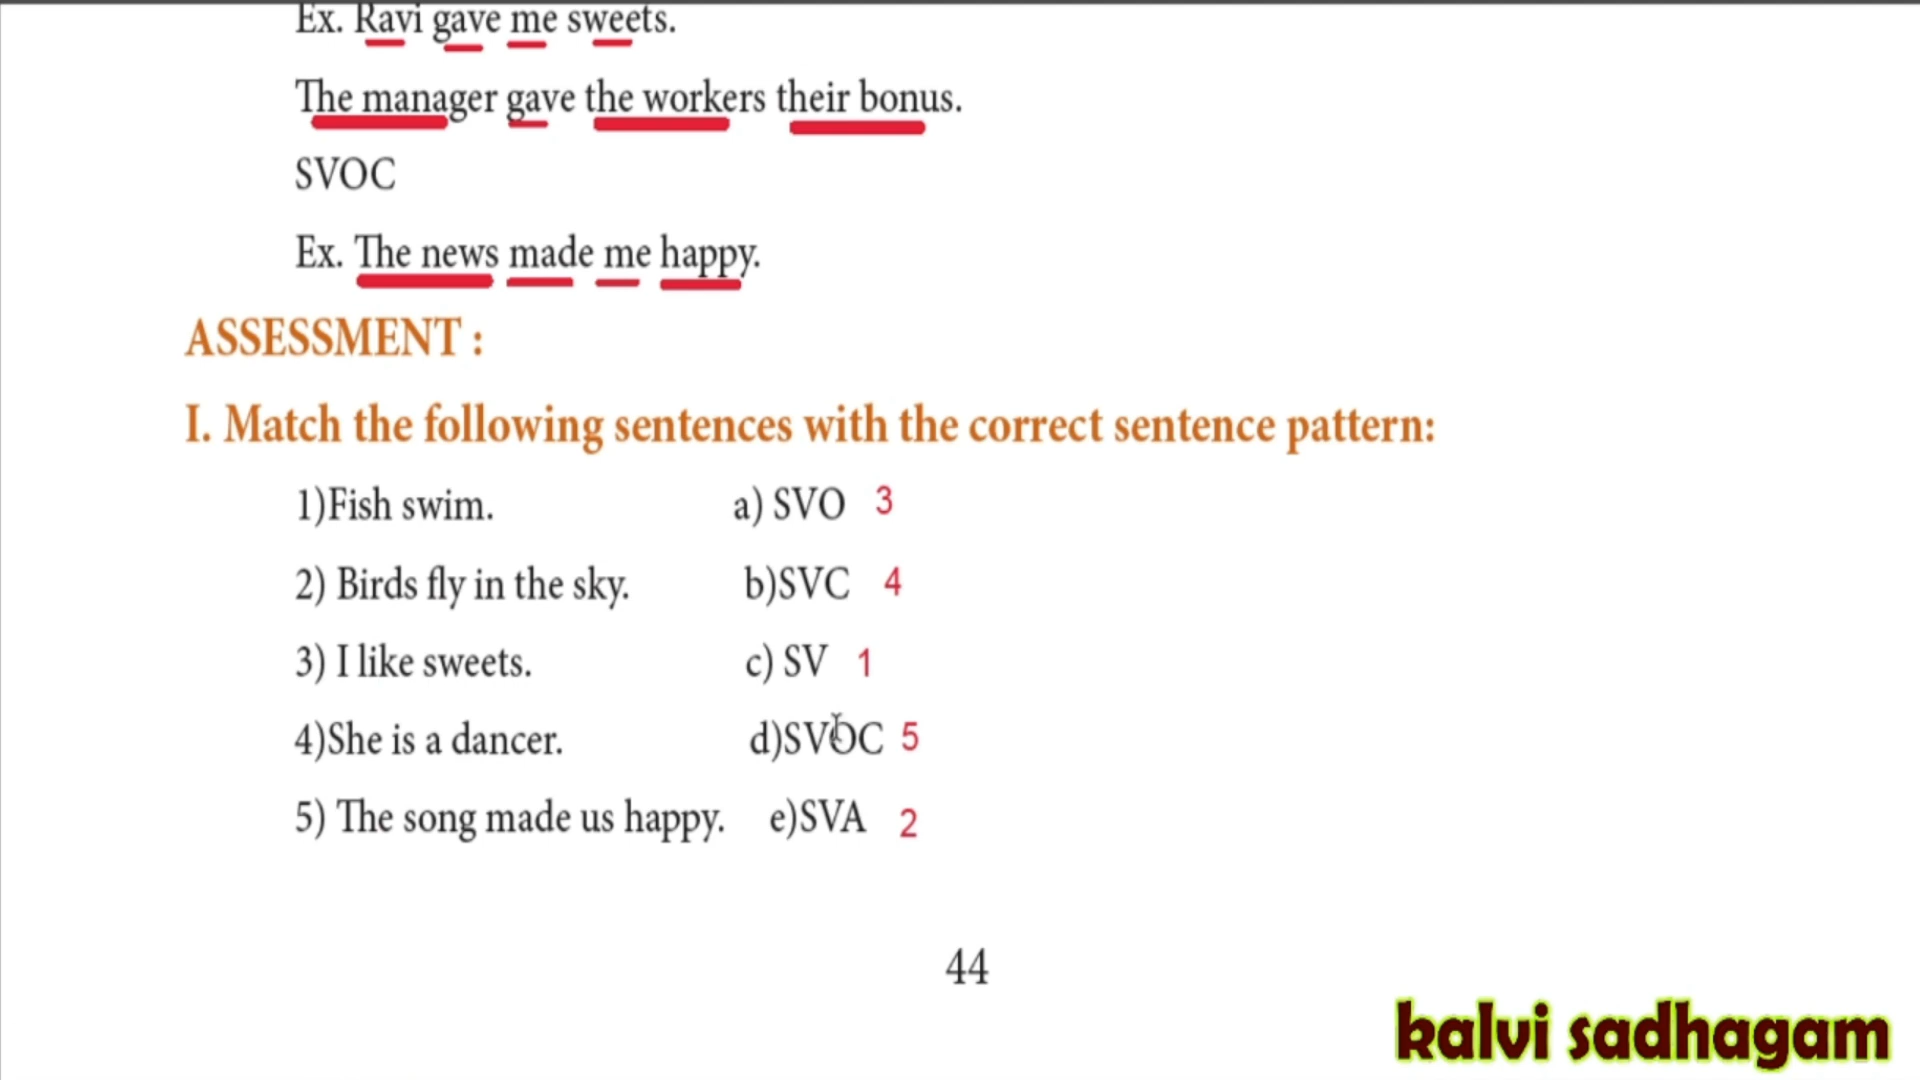 Ex. Ravi gave me sweets.
The manager gave the workers their bonus.
SVOC
Ex. The news made me happy.
ASSESSMENT :
I. Match the following sentences with the correct sentence pattern:
1)Fish swim. a) SVO 3
2) Birds fly in the sky. b)SVC 4
3) I like sweets. c) SV 1
4)She is a dancer. d)SVOC 5
5) The song made us happy. e)SVA 2
44
kalvi sadhagam